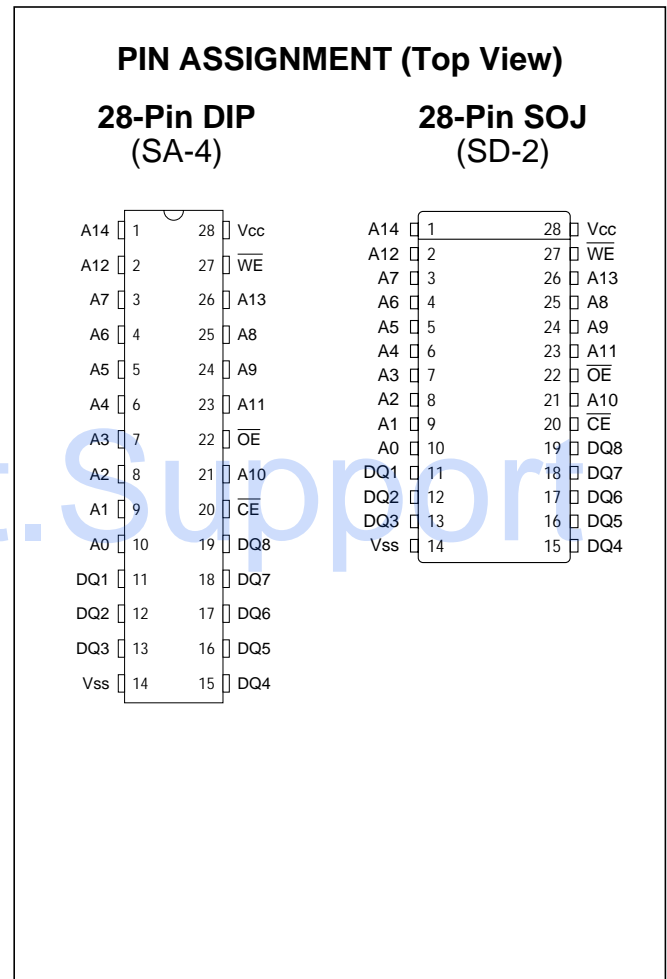 PIN ASSIGNMENT (Top View)
28-Pin DIP
(SA-4)
A14 1 28 Vcc
A12 2 27 W̅E̅
A7 3 26 A13
A6 4 25 A8
A5 5 24 A9
A4 6 23 A11
A3 7 22 O̅E̅
A2 8 21 A10
A1 9 20 C̅E̅
A0 10 19 DQ8
DQ1 11 18 DQ7
DQ2 12 17 DQ6
DQ3 13 16 DQ5
Vss 14 15 DQ4
28-Pin SOJ
(SD-2)
A14 1 28 Vcc
A12 2 27 W̅E̅
A7 3 26 A13
A6 4 25 A8
A5 5 24 A9
A4 6 23 A11
A3 7 22 O̅E̅
A2 8 21 A10
A1 9 20 C̅E̅
A0 10 19 DQ8
DQ1 11 18 DQ7
DQ2 12 17 DQ6
DQ3 13 16 DQ5
Vss 14 15 DQ4
t.Support